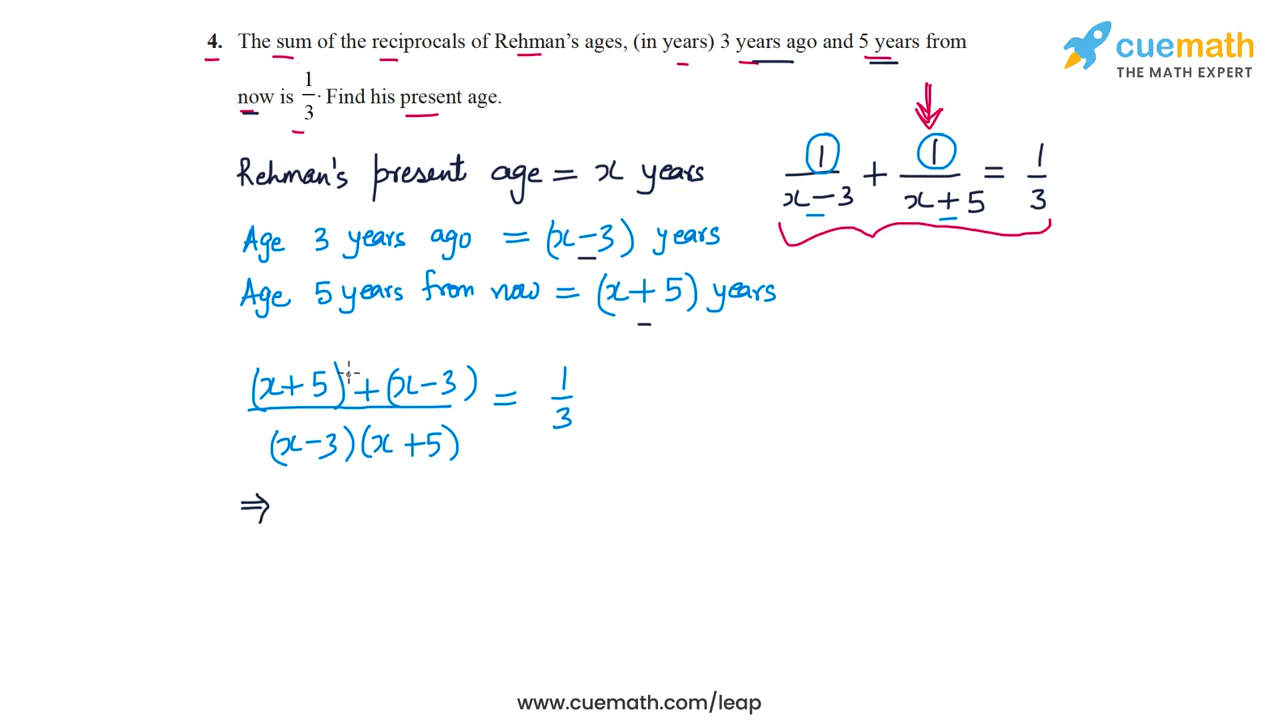 4. The sum of the reciprocals of Rehman's ages, (in years) 3 years ago and 5 years from
now is 1/3. Find his present age.
cuemath
THE MATH EXPERT
Rehman's present age = x years
1/(x-3) + 1/(x+5) = 1/3
Age 3 years ago = (x-3) years
Age 5 years from now = (x+5) years
((x+5) + (x-3))/((x-3)(x+5)) = 1/3
⇒
www.cuemath.com/leap